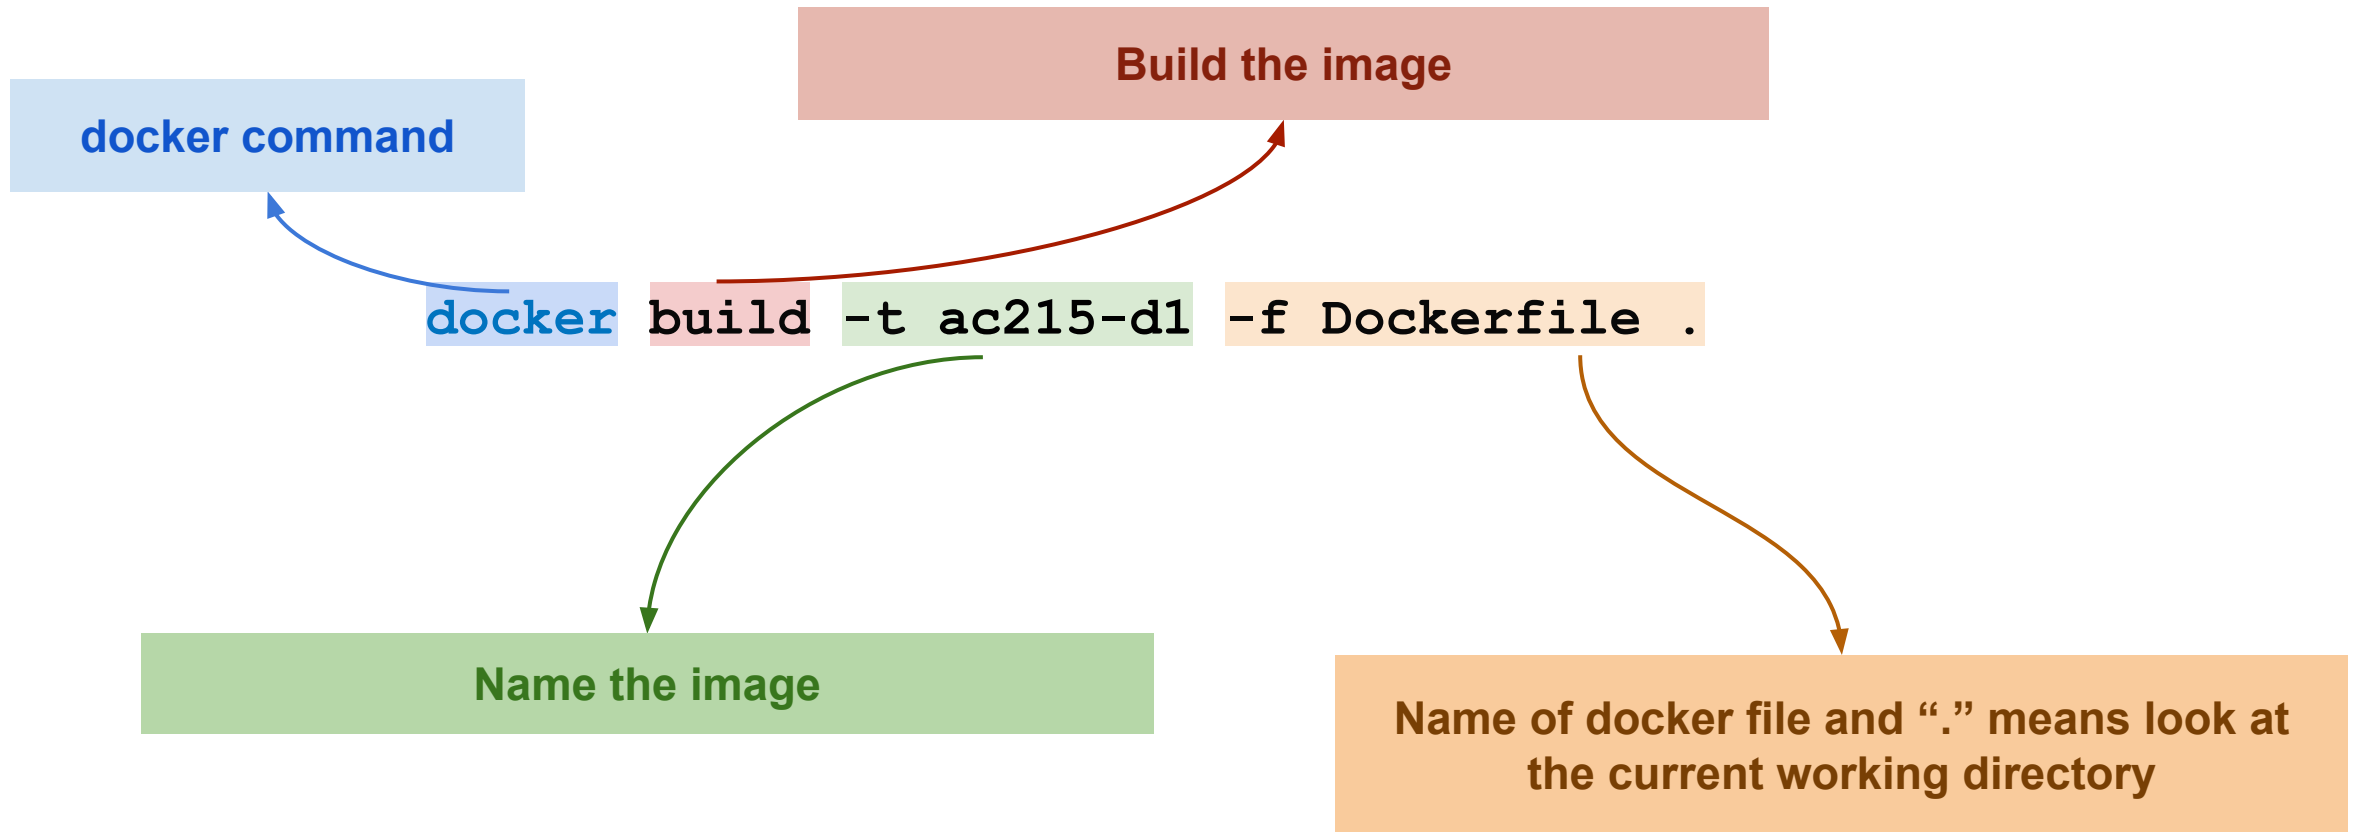 Build the image
docker command
docker build -t ac215-d1 -f Dockerfile .
Name the image
Name of docker file and “.” means look at
the current working directory